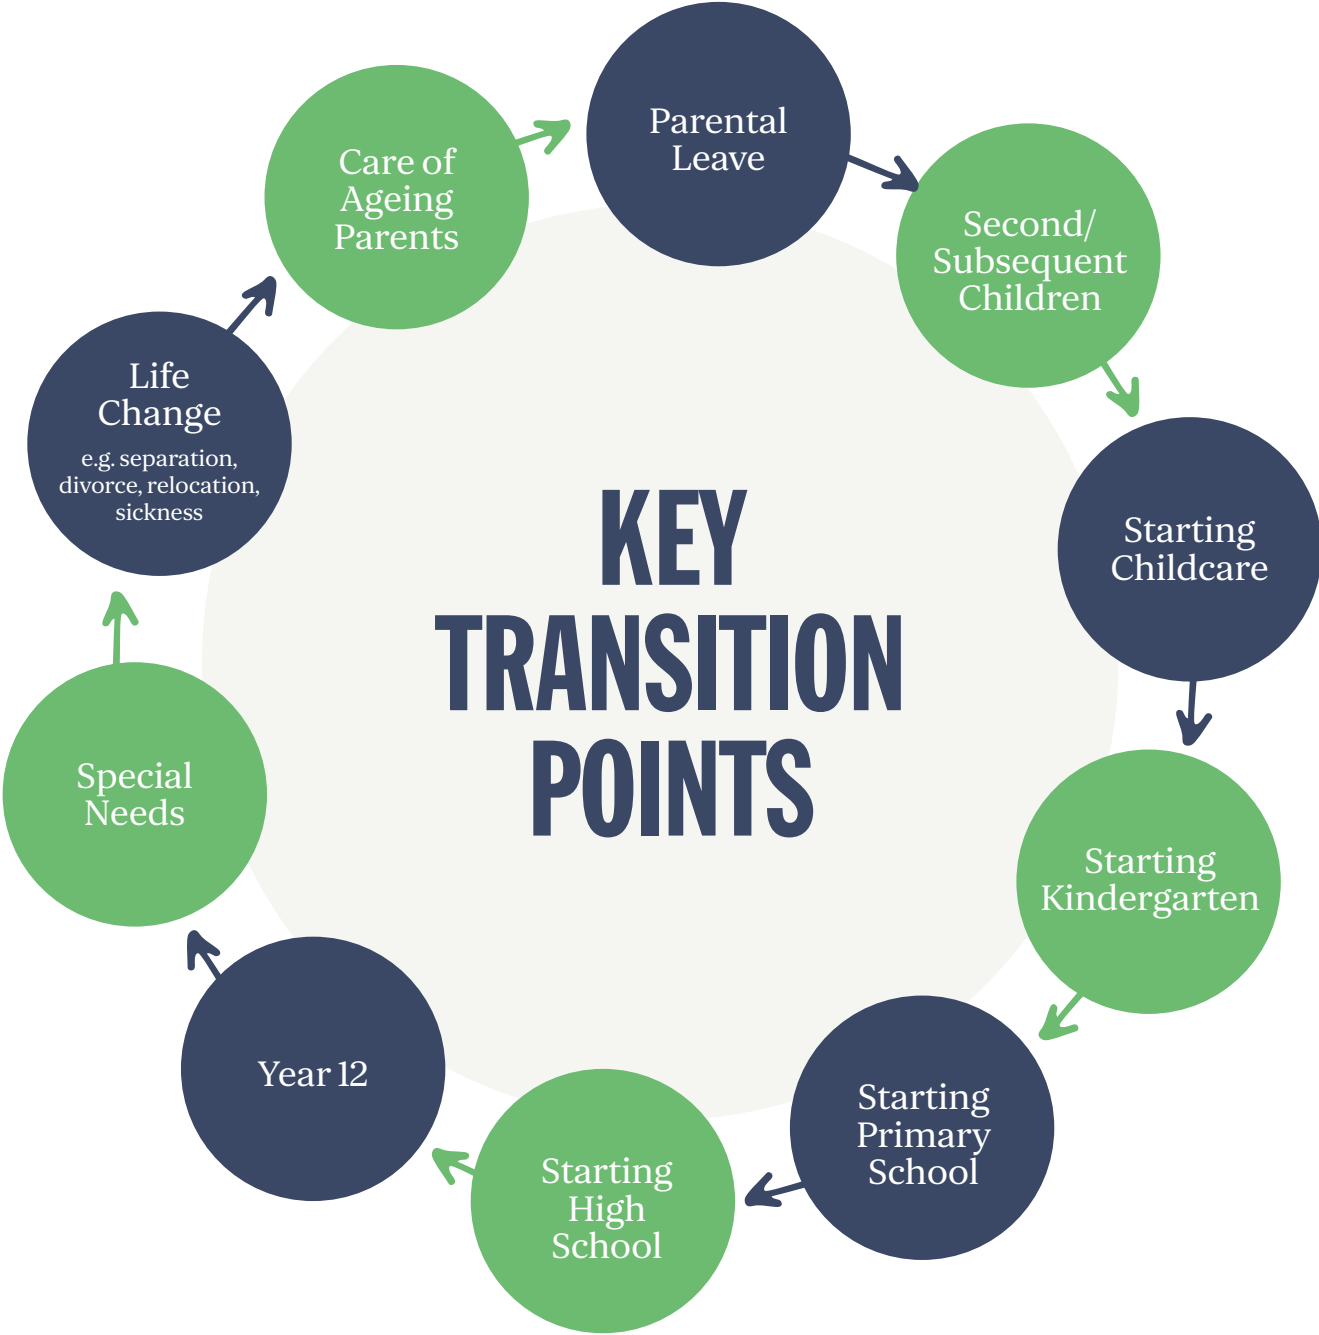 KEY
TRANSITION
POINTS
Parental
Leave
Second/
Subsequent
Children
Starting
Childcare
Starting
Kindergarten
Starting
Primary
School
Starting
High
School
Year 12
Special
Needs
Life
Change
e.g. separation,
divorce, relocation,
sickness
Care of
Ageing
Parents